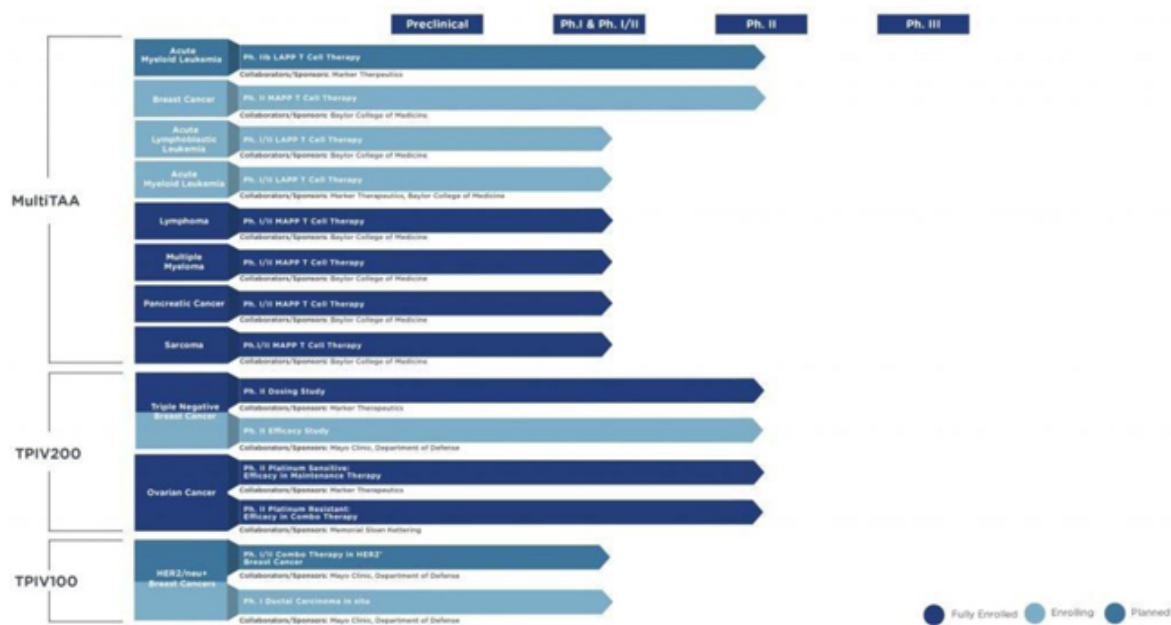 Preclinical
Ph.I & Ph. I/II
Ph. II
Ph. III
MultiTAA
Acute
Myeloid Leukemia
Ph. IIb LAPP T Cell Therapy
Collaborators/Sponsors: Marker Therpeutics
Breast Cancer
Ph. II MAPP T Cell Therapy
Collaborators/Sponsors: Baylor College of Medicine
Acute
Lymphoblastic
Leukemia
Ph. I/II LAPP T Cell Therapy
Collaborators/Sponsors: Baylor College of Medicine
Acute
Myeloid Leukemia
Ph. I/II LAPP T Cell Therapy
Collaborators/Sponsors: Marker Therapeutics, Baylor College of Medicine
Lymphoma
Ph. I/II MAPP T Cell Therapy
Collaborators/Sponsors: Baylor College of Medicine
Multiple
Myeloma
Ph. I/II MAPP T Cell Therapy
Collaborators/Sponsors: Baylor College of Medicine
Pancreatic Cancer
Ph. I/II MAPP T Cell Therapy
Collaborators/Sponsors: Baylor College of Medicine
Sarcoma
Ph.I/II MAPP T Cell Therapy
Collaborators/Sponsors: Baylor College of Medicine
TPIV200
Triple Negative
Breast Cancer
Ph. II Dosing Study
Collaborators/Sponsors: Marker Therapeutics
Ph. II Efficacy Study
Collaborators/Sponsors: Mayo Clinic, Department of Defense
Ovarian Cancer
Ph. II Platinum Sensitive:
Efficacy in Maintenance Therapy
Collaborators/Sponsors: Marker Therapeutics
Ph. II Platinum Resistant:
Efficacy in Combo Therapy
Collaborators/Sponsors: Memorial Sloan Kettering
TPIV100
HER2/neu+
Breast Cancers
Ph. I/II Combo Therapy in HER2+
Breast Cancer
Collaborators/Sponsors: Mayo Clinic, Department of Defense
Ph. I Ductal Carcinoma in situ
Collaborators/Sponsors: Mayo Clinic, Department of Defense
Fully Enrolled
Enrolling
Planned